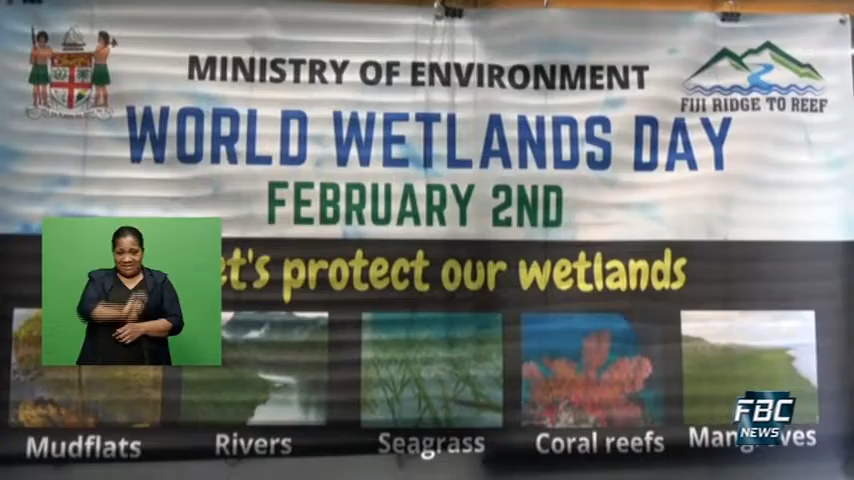 MINISTRY OF ENVIRONMENT
FIJI RIDGE TO REEF
WORLD WETLANDS DAY
FEBRUARY 2ND
protect our wetlands
Mudflats
Rivers
Seagrass
Coral reefs
FBC
NEWS